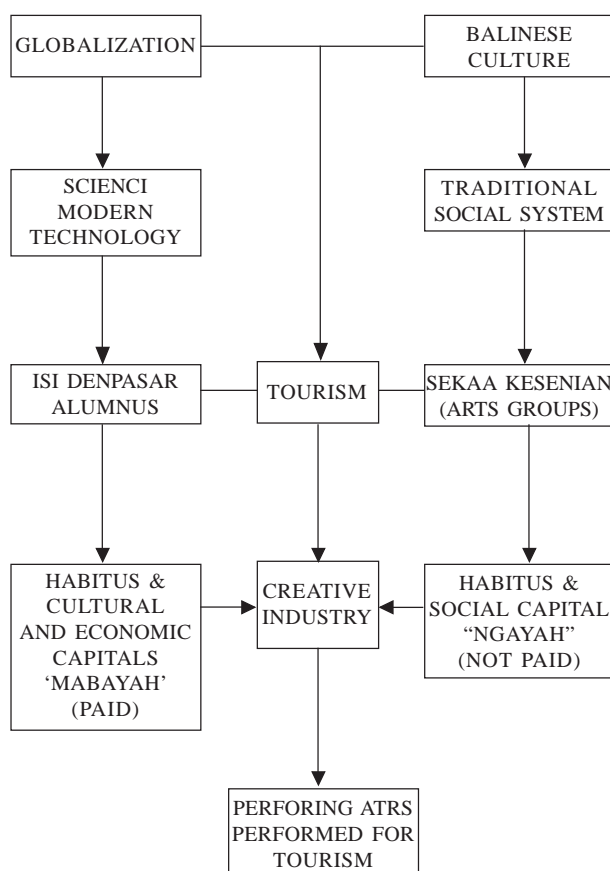 GLOBALIZATION
BALINESE
CULTURE
SCIENCI
MODERN
TECHNOLOGY
TRADITIONAL
SOCIAL SYSTEM
ISI DENPASAR
ALUMNUS
TOURISM
SEKAA KESENIAN
(ARTS GROUPS)
HABITUS &
CULTURAL
AND ECONOMIC
CAPITALS
‘MABAYAH’
(PAID)
CREATIVE
INDUSTRY
HABITUS &
SOCIAL CAPITAL
“NGAYAH”
(NOT PAID)
PERFORING ATRS
PERFORMED FOR
TOURISM